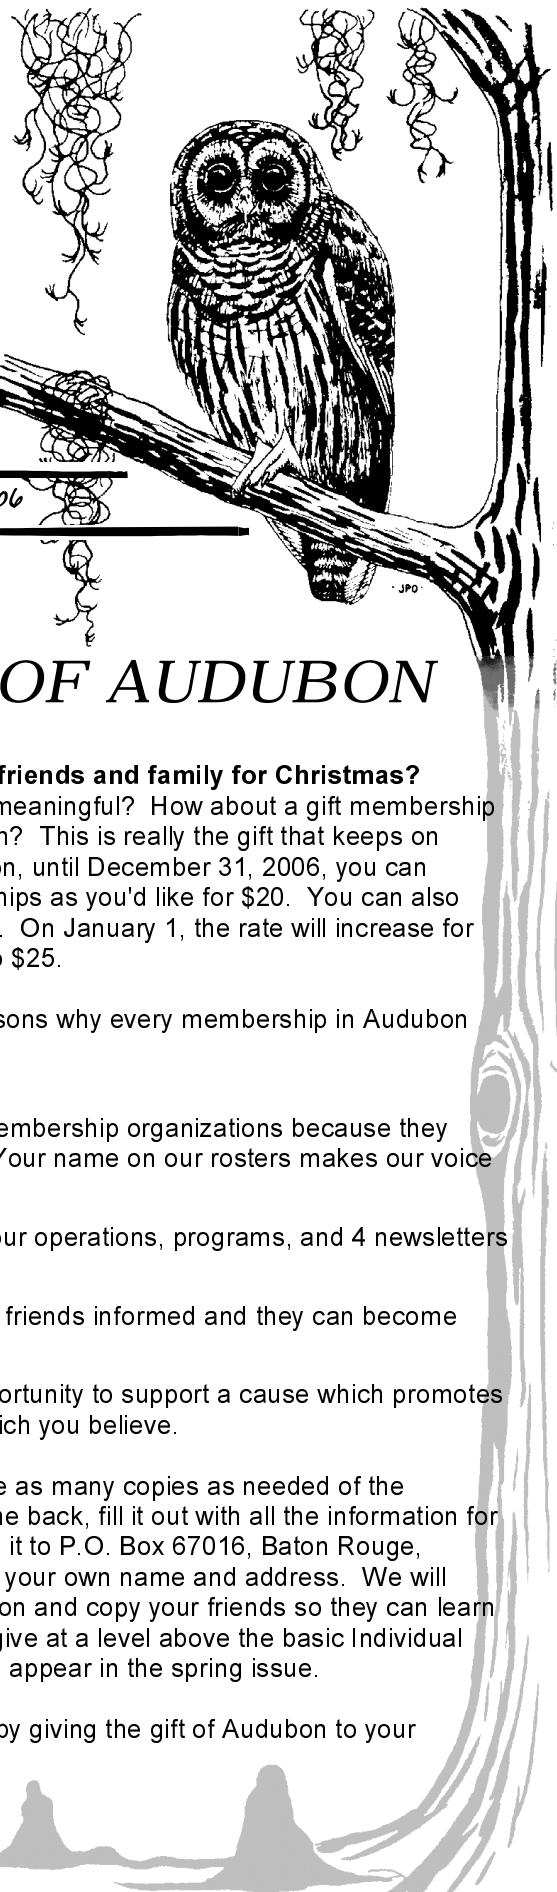 06
· JPO ·
OF AUDUBON
friends and family for Christmas?
meaningful?  How about a gift membership
n?  This is really the gift that keeps on
on, until December 31, 2006, you can
hips as you'd like for $20.  You can also
.  On January 1, the rate will increase for
o $25.
sons why every membership in Audubon
embership organizations because they
Your name on our rosters makes our voice
our operations, programs, and 4 newsletters
friends informed and they can become
ortunity to support a cause which promotes
ich you believe.
e as many copies as needed of the
he back, fill it out with all the information for
it to P.O. Box 67016, Baton Rouge,
your own name and address.  We will
on and copy your friends so they can learn
give at a level above the basic Individual
appear in the spring issue.
by giving the gift of Audubon to your